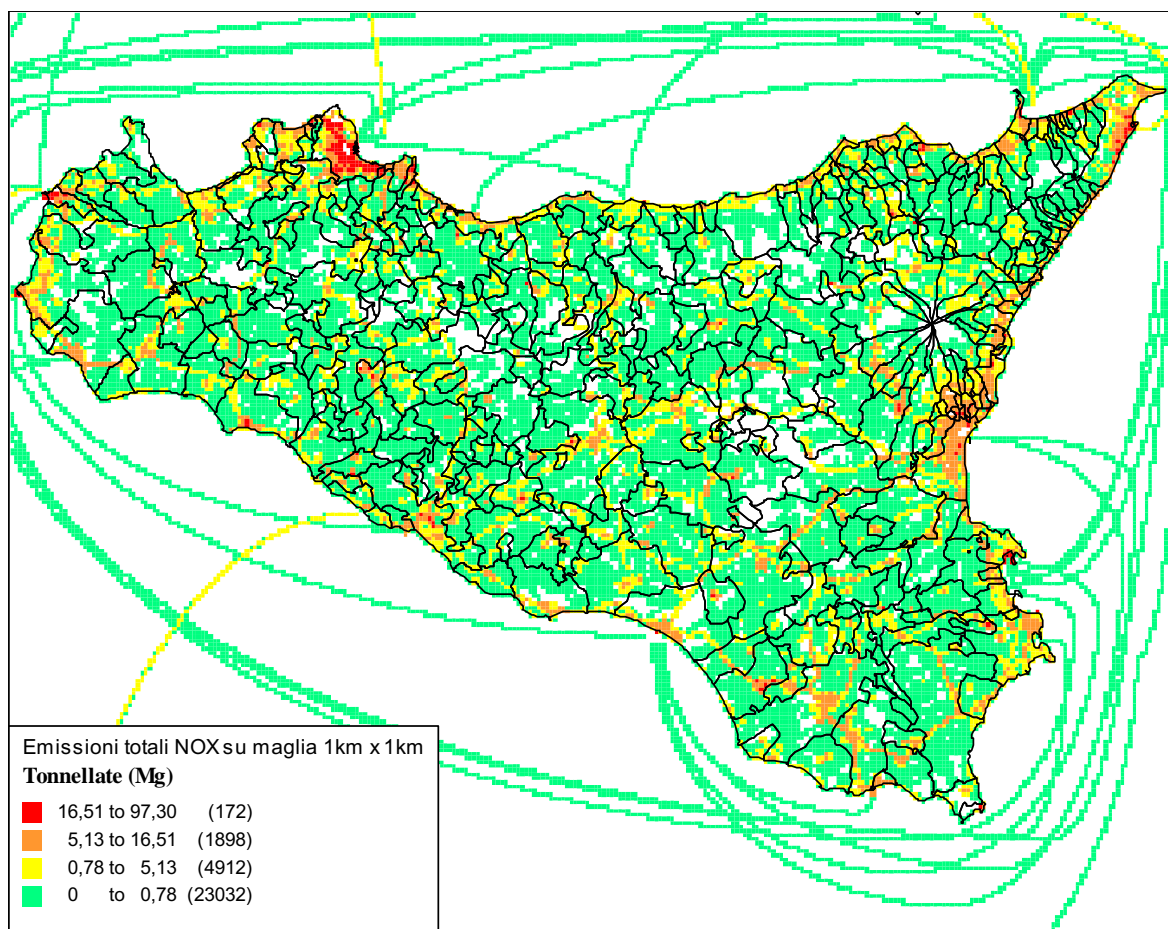 Emissioni totali NOX su maglia 1km x 1km
Tonnellate (Mg)
16,51 to 97,30 (172)
5,13 to 16,51 (1898)
0,78 to 5,13 (4912)
0 to 0,78 (23032)